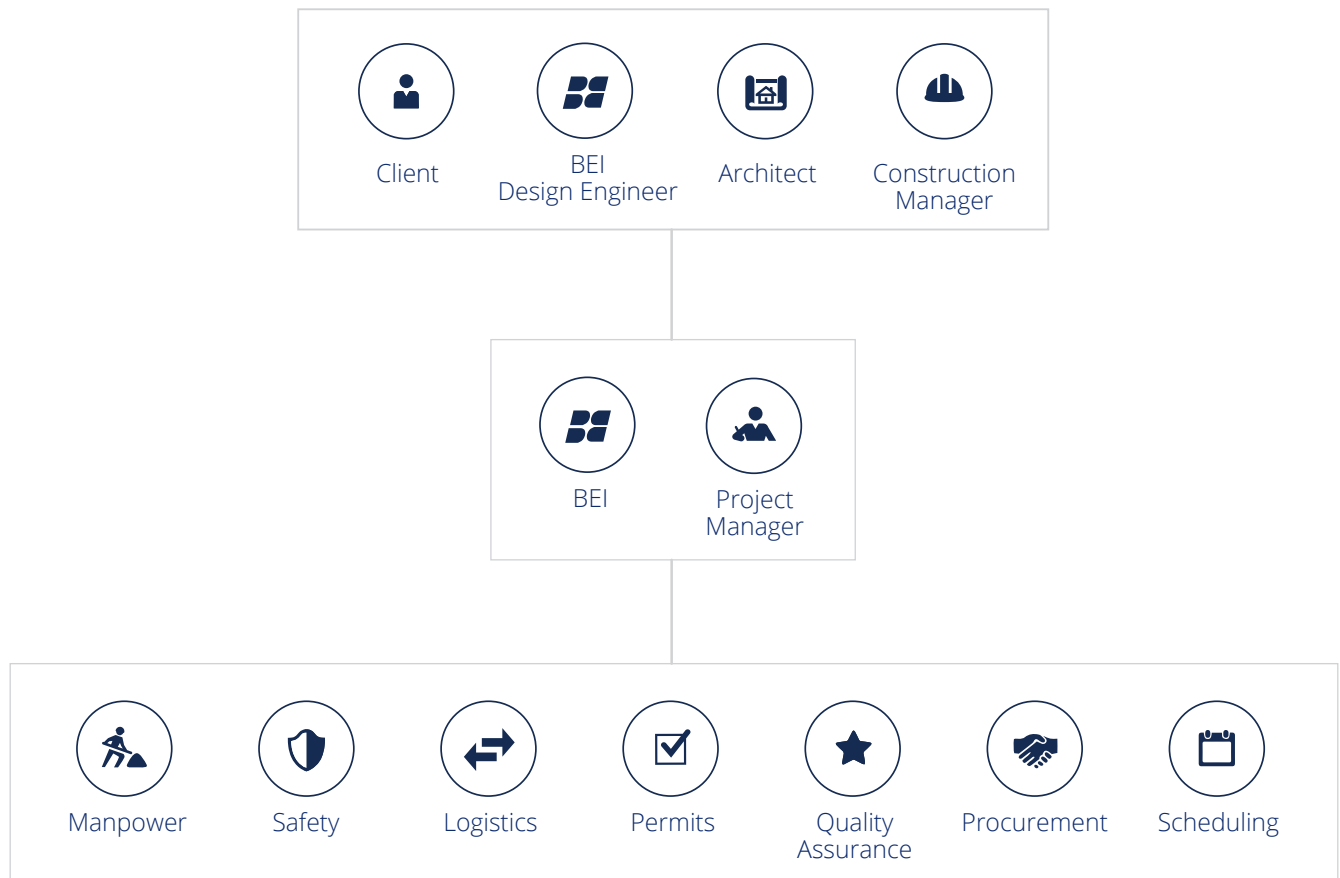 Client
BEI
Design Engineer
Architect
Construction
Manager
BEI
Project
Manager
Manpower
Safety
Logistics
Permits
Quality
Assurance
Procurement
Scheduling